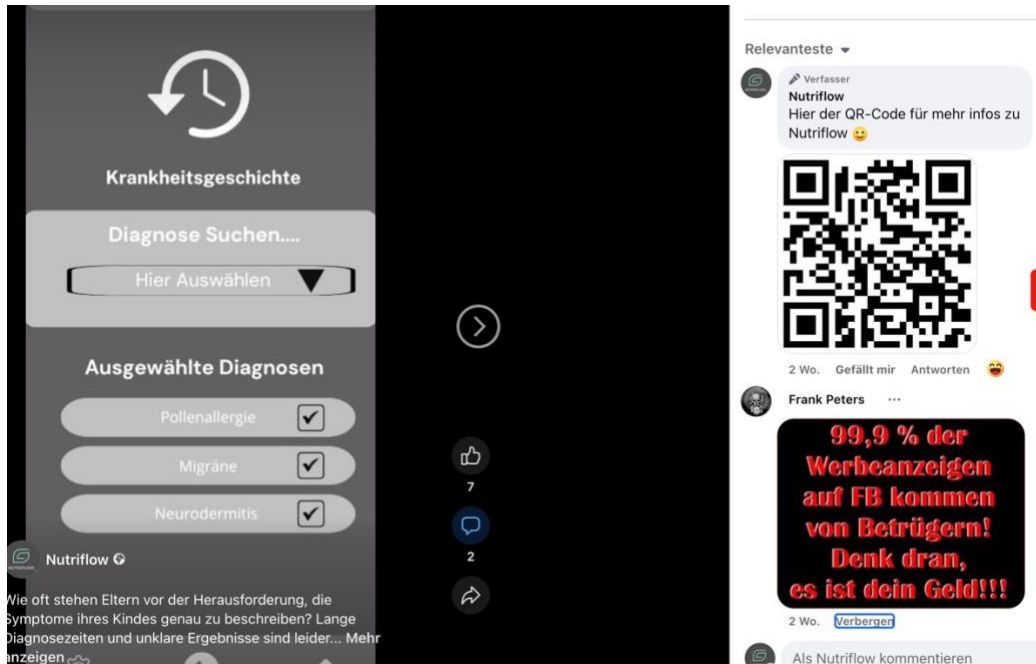 Krankheitsgeschichte
Diagnose Suchen....
Hier Auswählen
Ausgewählte Diagnosen
Pollenallergie
Migräne
Neurodermitis
Nutriflow
Wie oft stehen Eltern vor der Herausforderung, die
Symptome ihres Kindes genau zu beschreiben? Lange
Diagnosezeiten und unklare Ergebnisse sind leider... Mehr
anzeigen
7
2
Relevanteste
Verfasser
Nutriflow
Hier der QR-Code für mehr infos zu
Nutriflow
2 Wo. Gefällt mir Antworten
Frank Peters
99,9 % der
Werbeanzeigen
auf FB kommen
von Betrügern!
Denk dran,
es ist dein Geld!!!
2 Wo. Verbergen
Als Nutriflow kommentieren